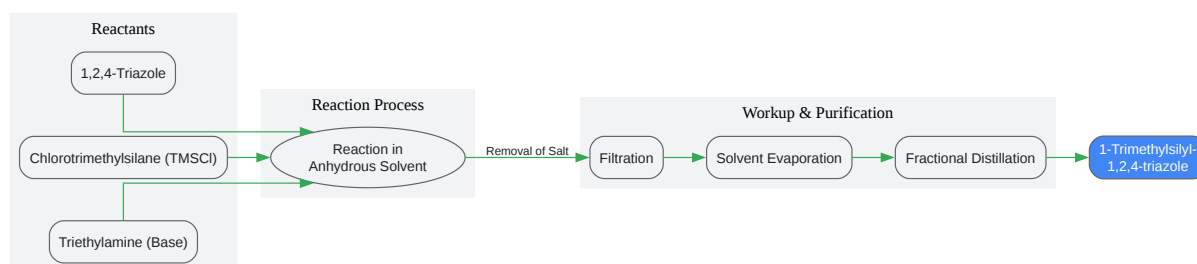 Reactants
1,2,4-Triazole
Chlorotrimethylsilane (TMSCl)
Triethylamine (Base)
Reaction Process
Reaction in
Anhydrous Solvent
Removal of Salt
Workup & Purification
Filtration
Solvent Evaporation
Fractional Distillation
1-Trimethylsilyl-
1,2,4-triazole